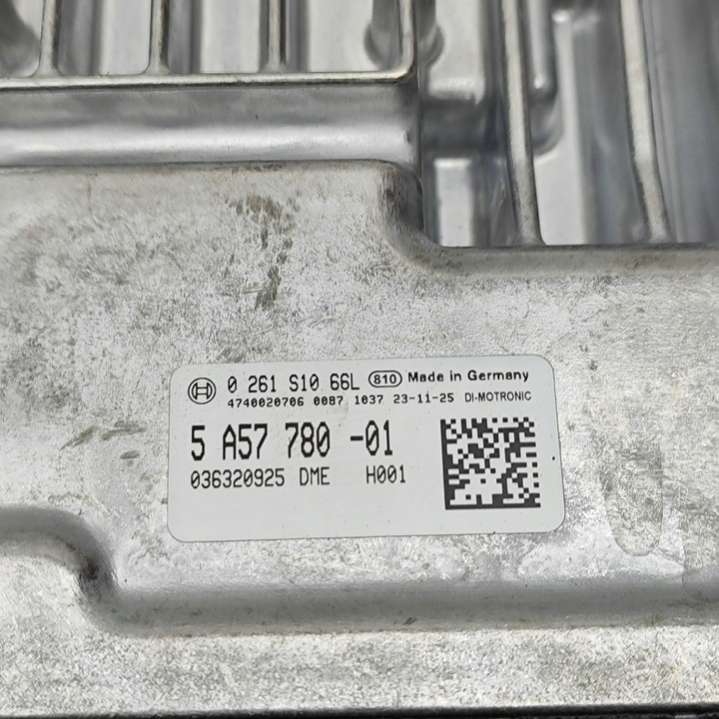 0 261 S10 66L 810 Made in Germany
4740020706 0087 1037 23-11-25 DI-MOTRONIC
5 A57 780 -01
036320925 DME H001